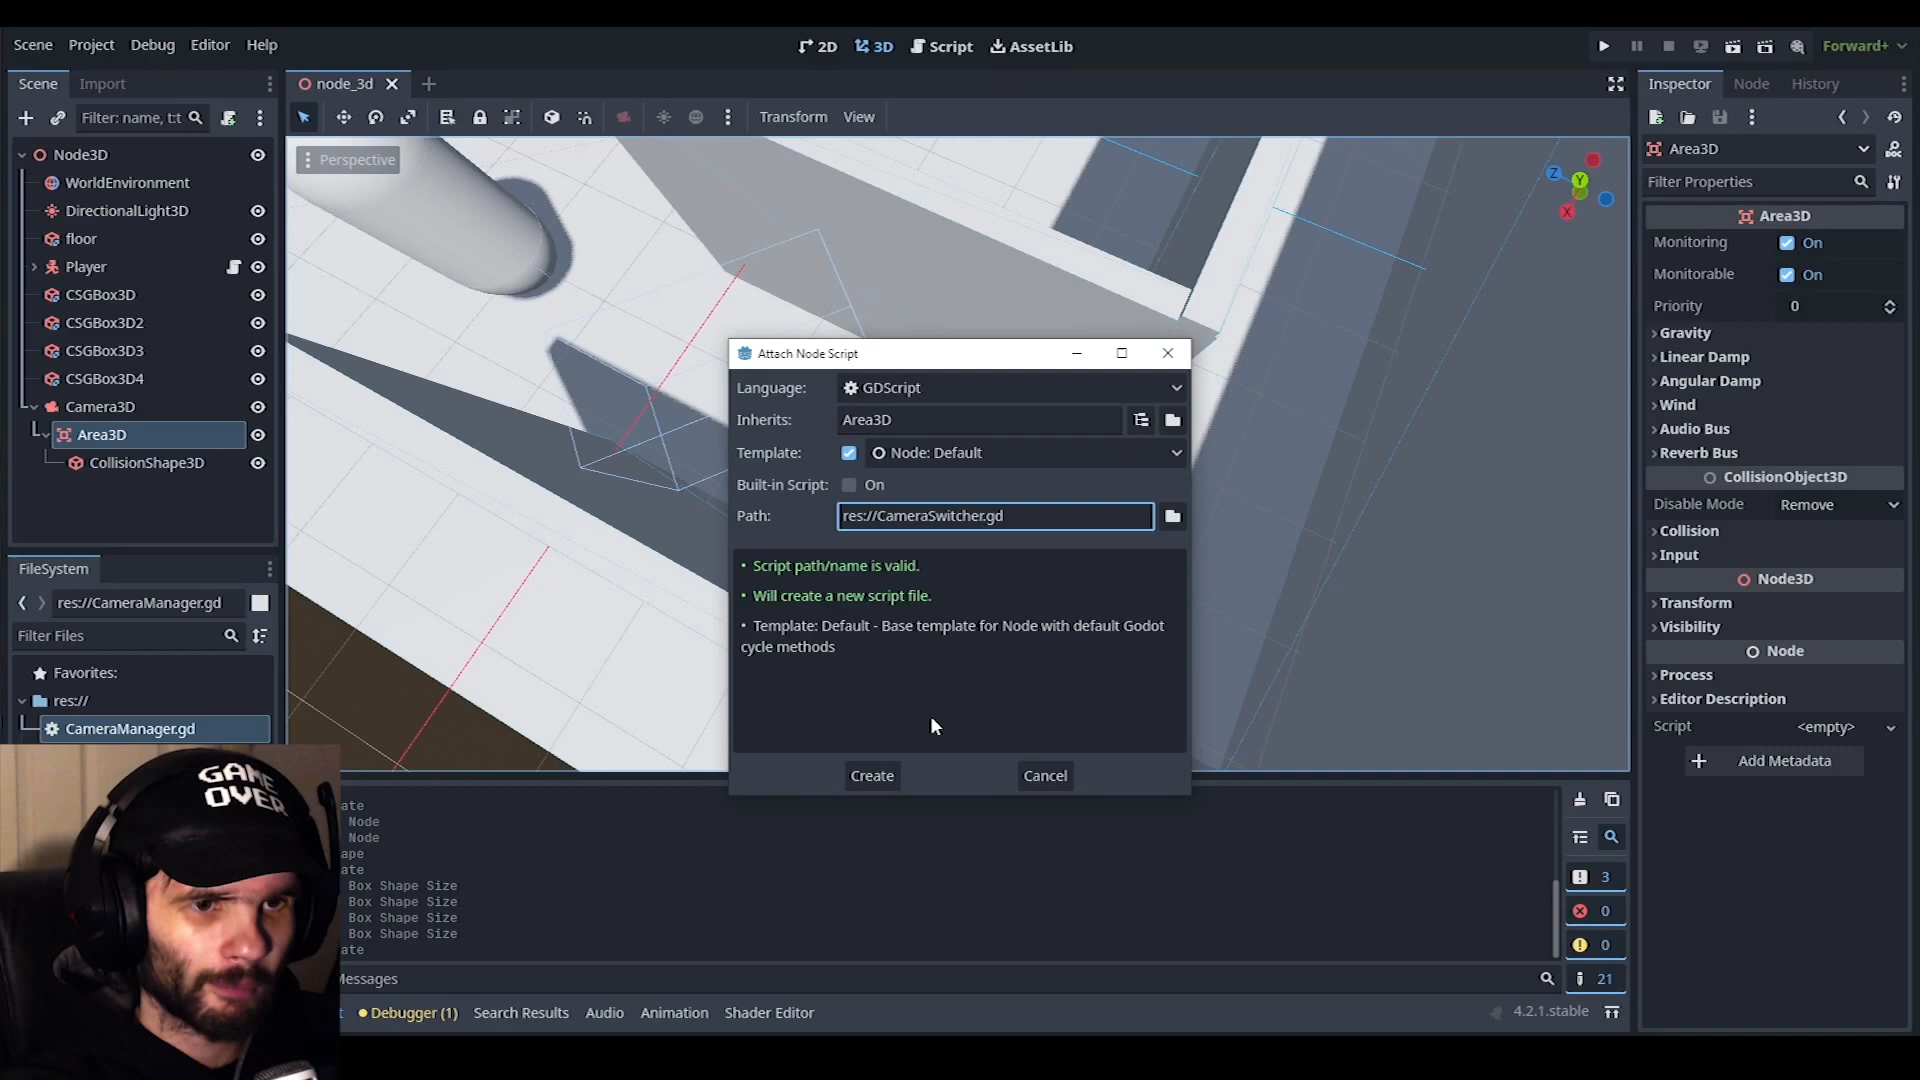 Scene Project Debug Editor Help
2D 3D Script AssetLib
Forward+
Scene Import
node_3d
Inspector Node History
Filter: name, t:t
Transform View
Perspective
Node3D
WorldEnvironment
DirectionalLight3D
floor
Player
CSGBox3D
CSGBox3D2
CSGBox3D3
CSGBox3D4
Camera3D
Area3D
CollisionShape3D
FileSystem
res://CameraManager.gd
Filter Files
Favorites:
res://
CameraManager.gd
GAME
OVER
Z
Y
X
Attach Node Script
Language: GDScript
Inherits: Area3D
Template: Node: Default
Built-in Script: On
Path: res://CameraSwitcher.gd
• Script path/name is valid.
• Will create a new script file.
• Template: Default - Base template for Node with default Godot
cycle methods
Create Cancel
ate
Node
Node
ape
ate
Box Shape Size
Box Shape Size
Box Shape Size
Box Shape Size
ate
Messages
3
0
0
21
Debugger (1) Search Results Audio Animation Shader Editor
4.2.1.stable
Area3D
DOC
Filter Properties
Area3D
Monitoring On
Monitorable On
Priority 0
Gravity
Linear Damp
Angular Damp
Wind
Audio Bus
Reverb Bus
CollisionObject3D
Disable Mode Remove
Collision
Input
Node3D
Transform
Visibility
Node
Process
Editor Description
Script <empty>
Add Metadata